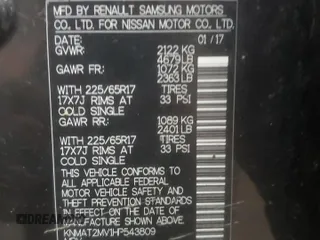 MFD BY RENAULT SAMSUNG MOTORS
CO., LTD. FOR NISSAN MOTOR CO., LTD.
DATE: 01/17
GVWR: 2122 KG
4679 LB
GAWR FR: 1072 KG
2363 LB
WITH 225/65R17 TIRES
17X7J RIMS AT 33 PSI
COLD SINGLE
GAWR RR: 1089 KG
2401 LB
WITH 225/65R17 TIRES
17X7J RIMS AT 33 PSI
COLD SINGLE
THIS VEHICLE CONFORMS
TO ALL APPLICABLE FEDERAL
MOTOR VEHICLE SAFETY AND
THEFT PREVENTION STANDARDS
IN EFFECT ON THE DATE OF
MANUFACTURE SHOWN ABOVE.
KNMAT2MV1HP543809